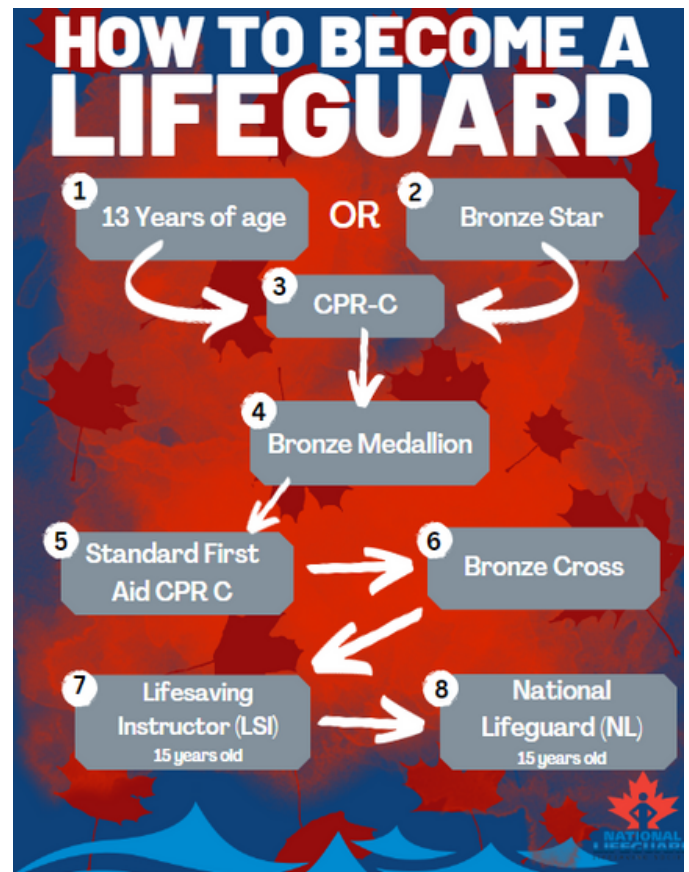 HOW TO BECOME A
LIFEGUARD
1
13 Years of age
OR
2
Bronze Star
3
CPR-C
4
Bronze Medallion
5
Standard First
Aid CPR C
6
Bronze Cross
7
Lifesaving
Instructor (LSI)
15 years old
8
National
Lifeguard (NL)
15 years old
NATIONAL
LIFEGUARD